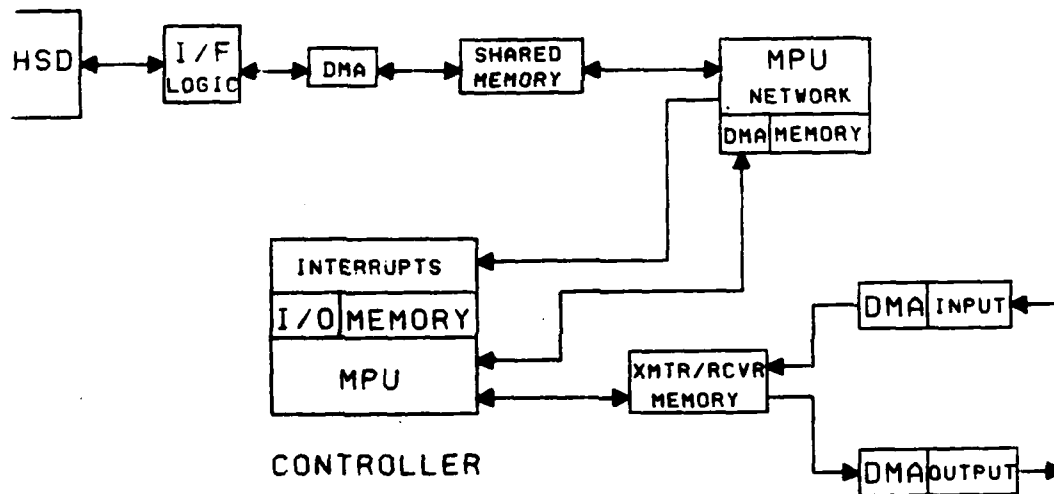 HSD
I/F
LOGIC
DMA
SHARED
MEMORY
MPU
NETWORK
DMA MEMORY
INTERRUPTS
I/O MEMORY
MPU
CONTROLLER
XMTR/RCVR
MEMORY
DMA INPUT
DMA OUTPUT